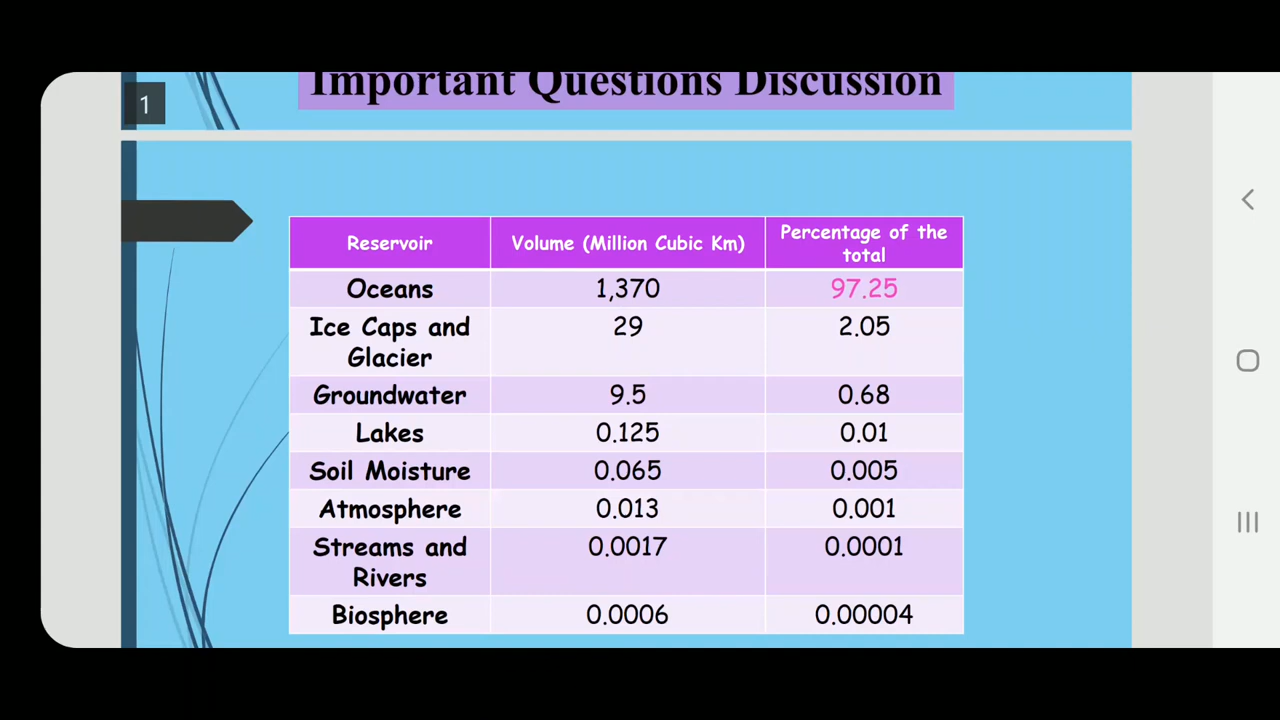 Important Questions Discussion
1
Reservoir Volume (Million Cubic Km) Percentage of the total
Oceans 1,370 97.25
Ice Caps and Glacier 29 2.05
Groundwater 9.5 0.68
Lakes 0.125 0.01
Soil Moisture 0.065 0.005
Atmosphere 0.013 0.001
Streams and Rivers 0.0017 0.0001
Biosphere 0.0006 0.00004